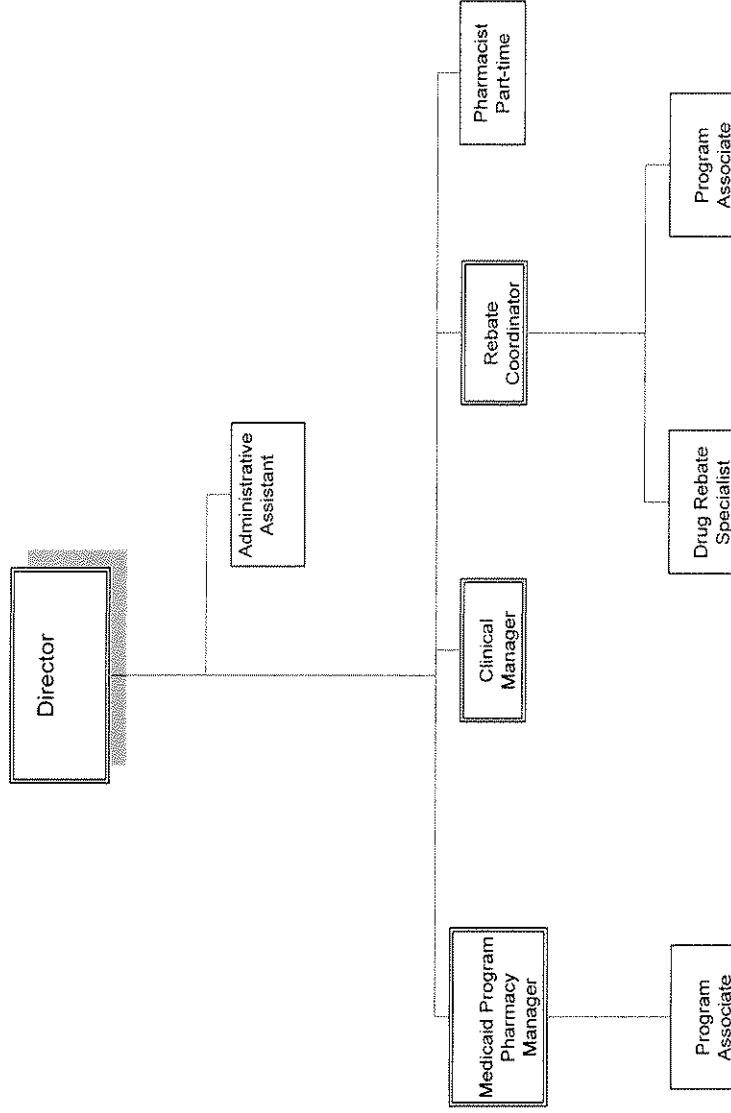 Director
Administrative
Assistant
Medicaid Program
Pharmacy
Manager
Clinical
Manager
Rebate
Coordinator
Pharmacist
Part-time
Program
Associate
Drug Rebate
Specialist
Program
Associate